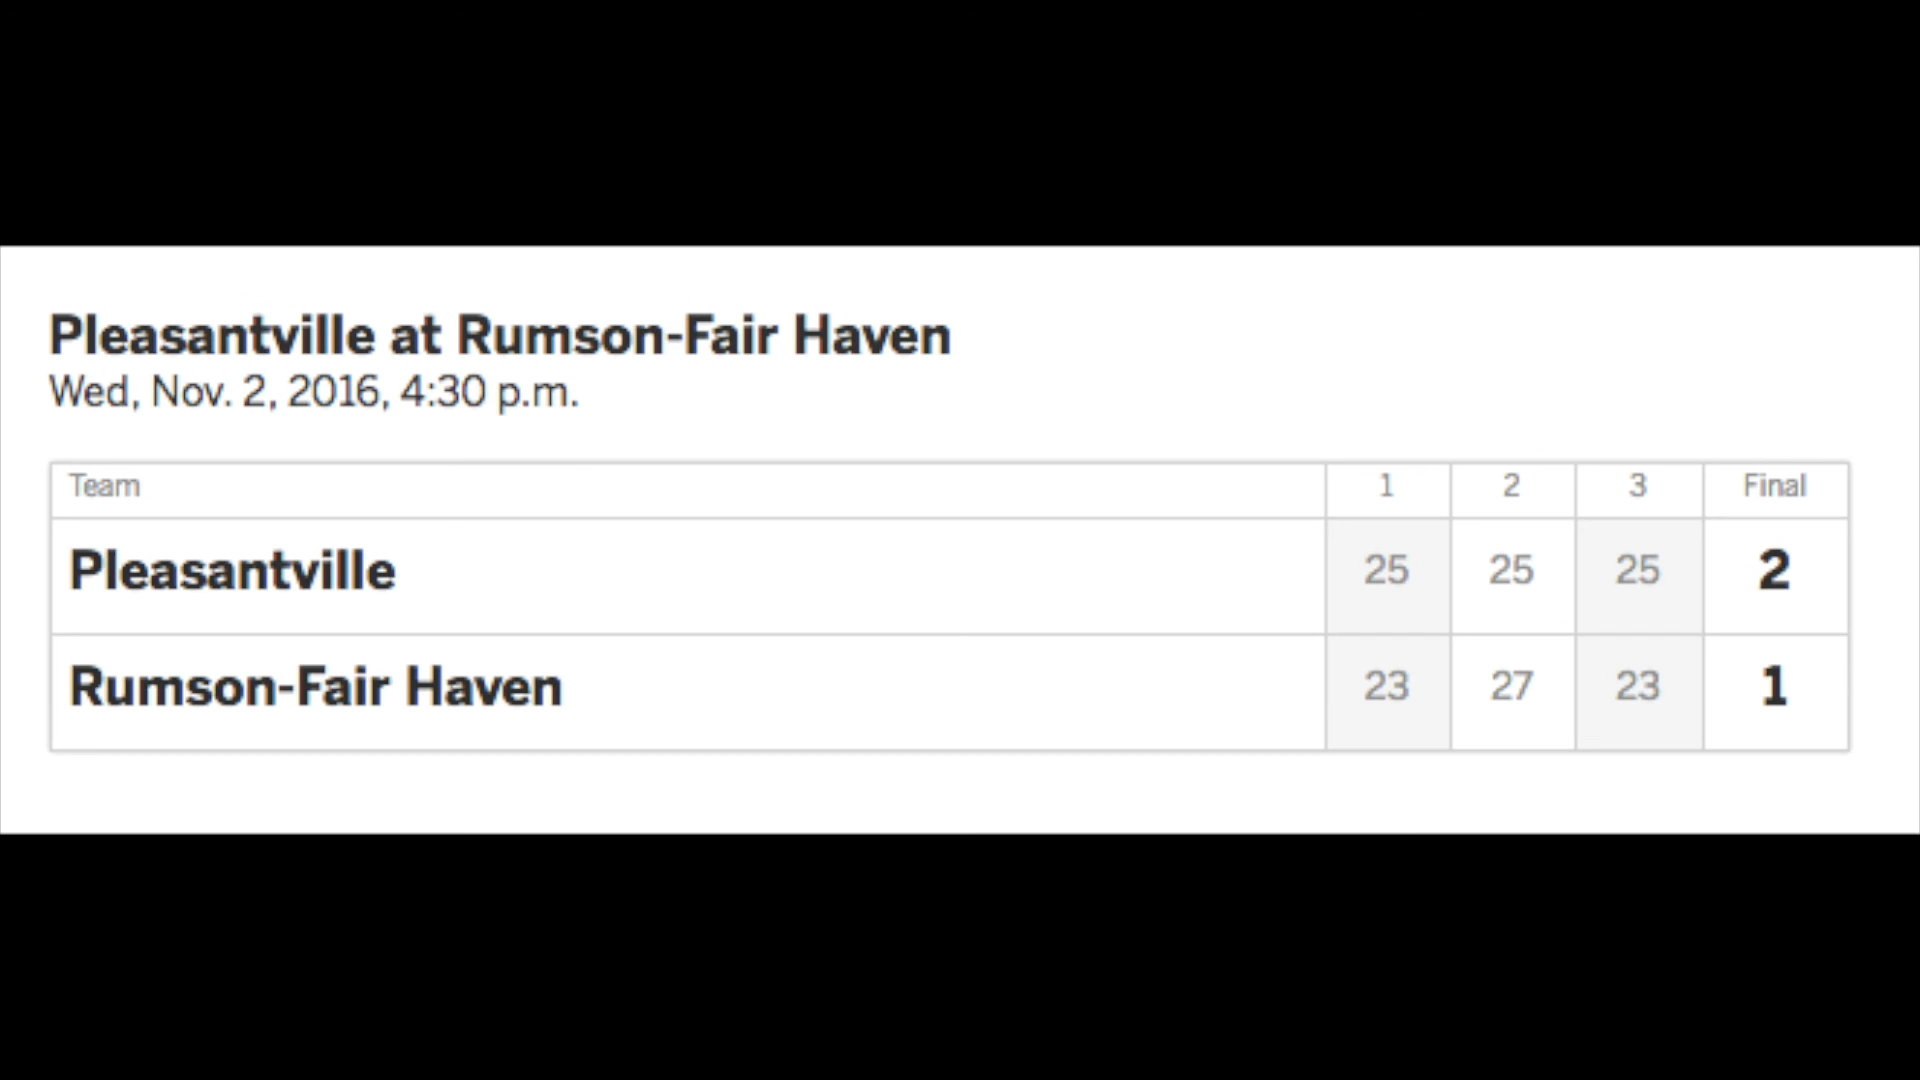 Pleasantville at Rumson-Fair Haven
Wed, Nov. 2, 2016, 4:30 p.m.
Team 1 2 3 Final
Pleasantville 25 25 25 2
Rumson-Fair Haven 23 27 23 1